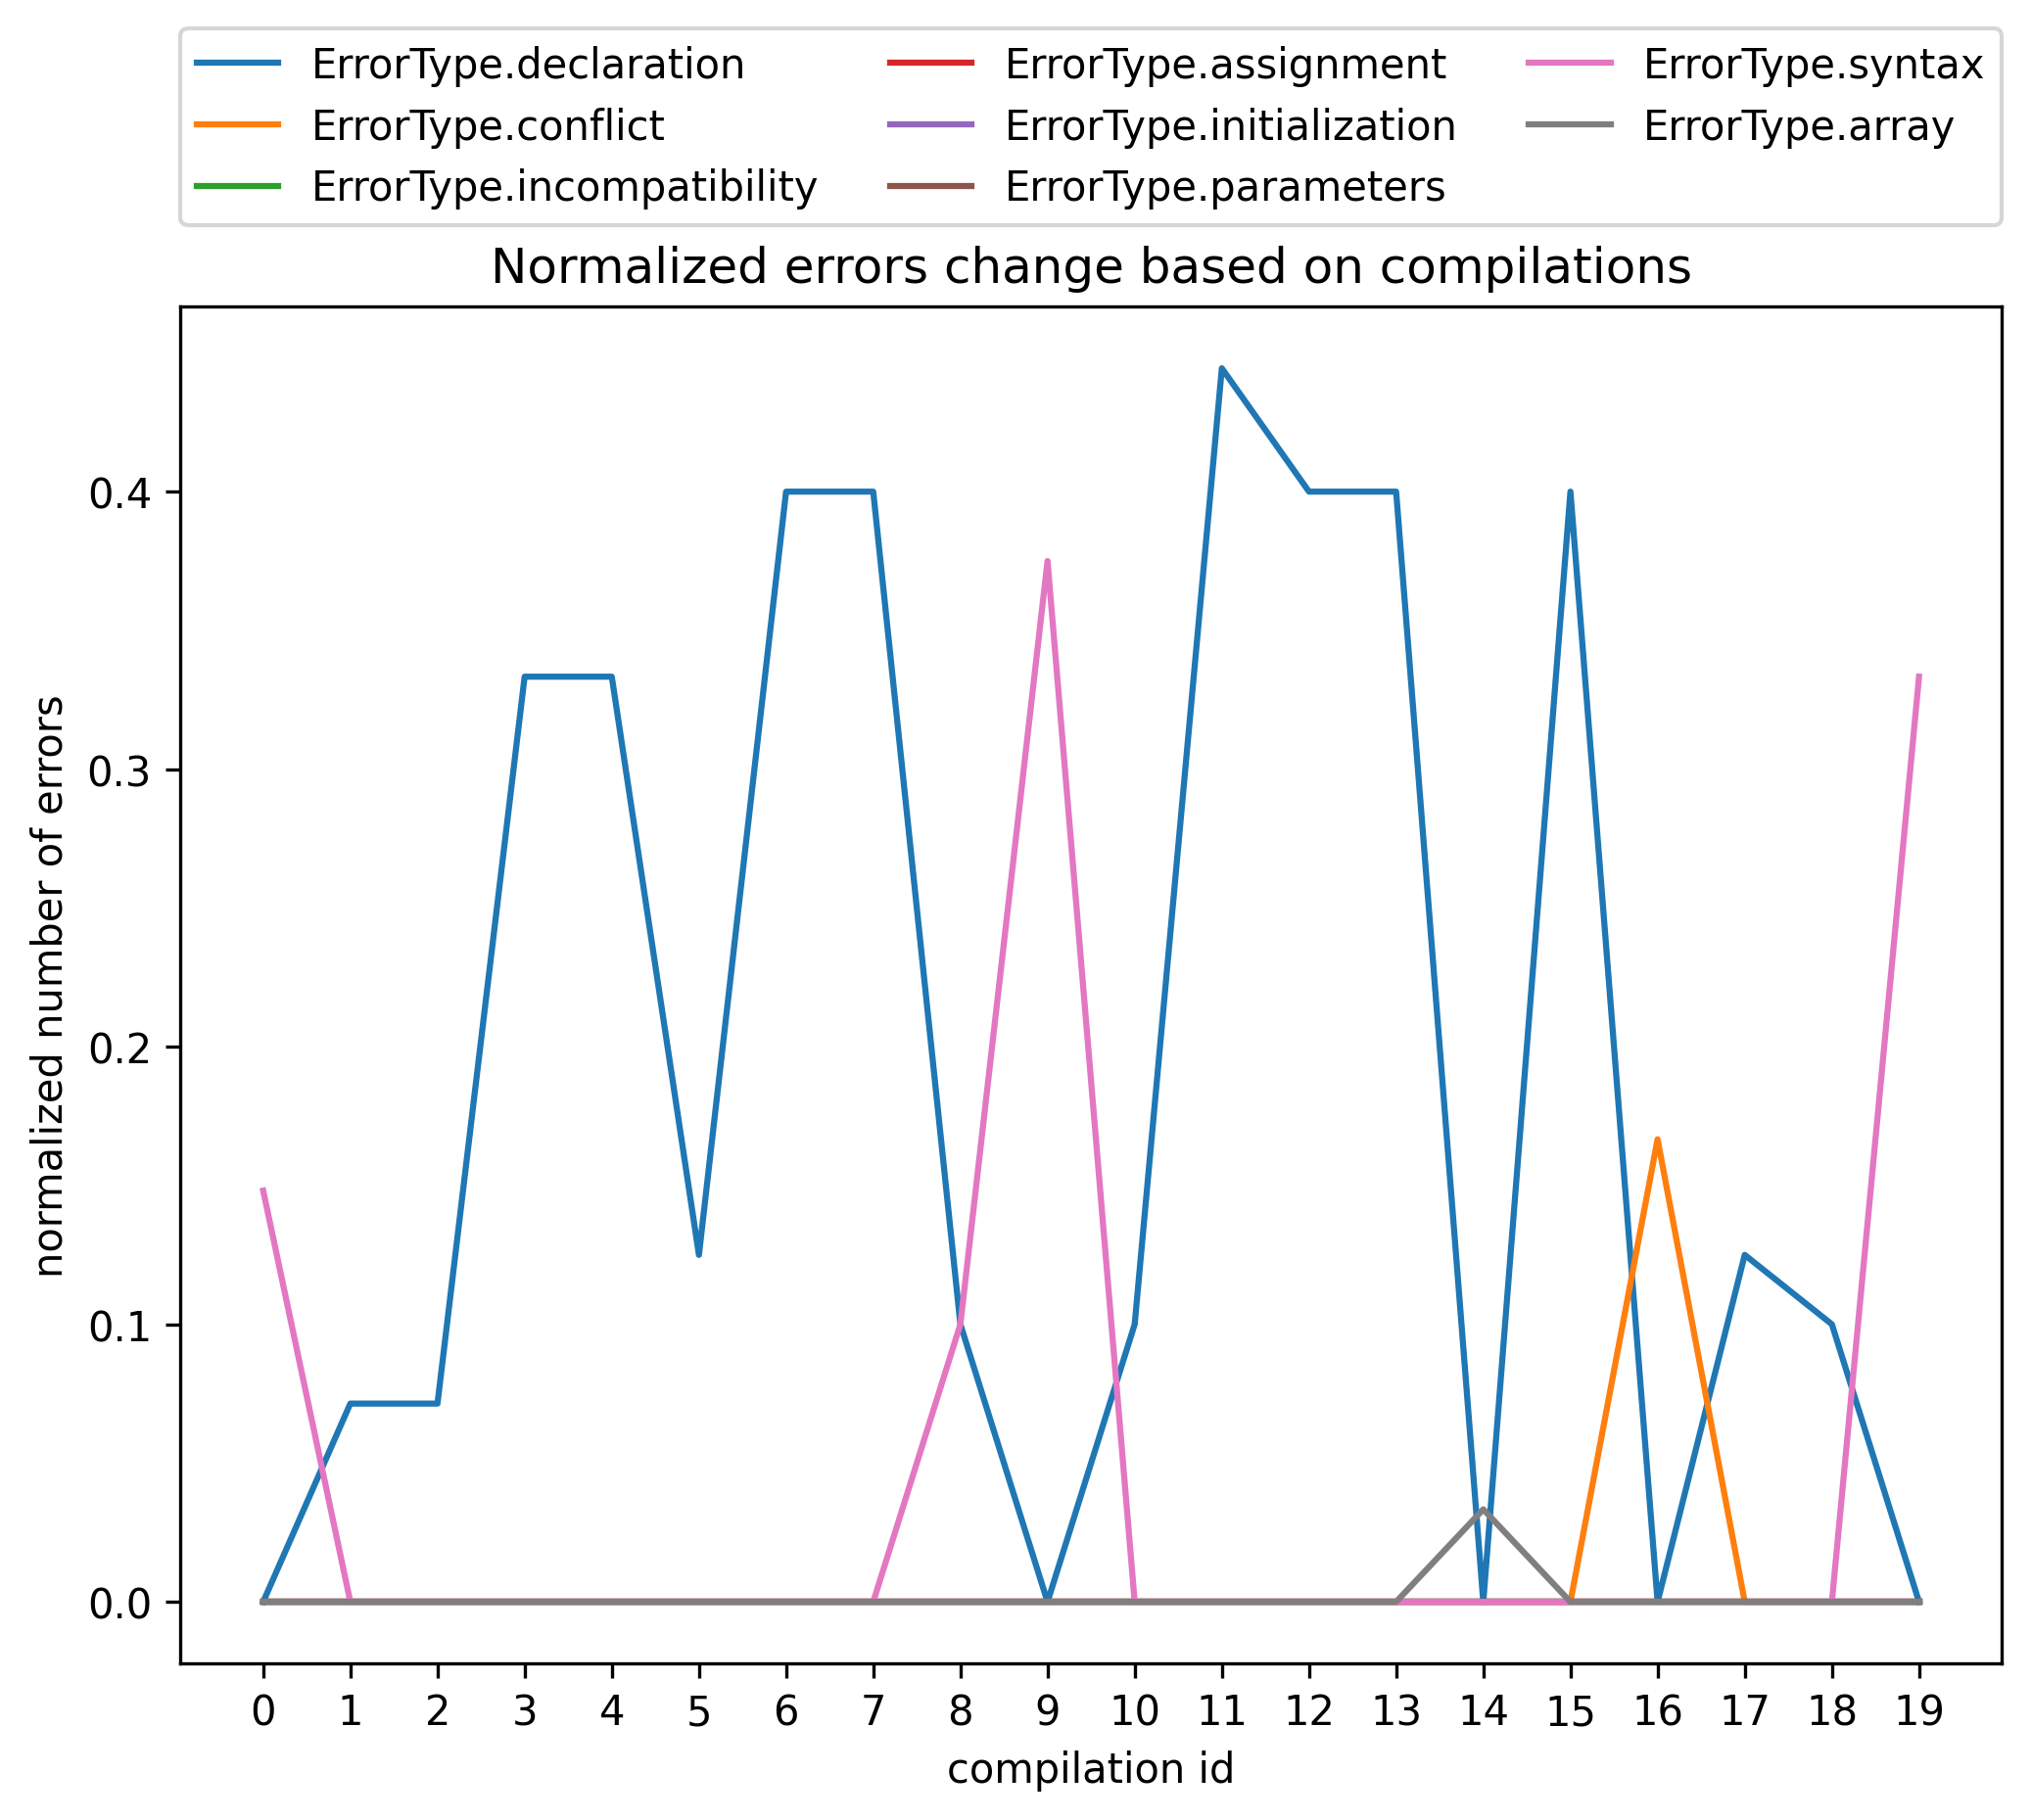 ErrorType.declaration
ErrorType.conflict
ErrorType.incompatibility
ErrorType.assignment
ErrorType.initialization
ErrorType.parameters
ErrorType.syntax
ErrorType.array
Normalized errors change based on compilations
normalized number of errors
0.4
0.3
0.2
0.1
0.0
0 1 2 3 4 5 6 7 8 9 10 11 12 13 14 15 16 17 18 19
compilation id